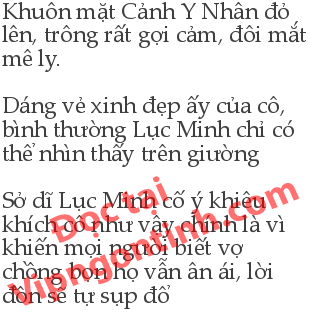 Khuôn mặt Cảnh Y Nhân đỏ
lên, trông rất gợi cảm, đôi mắt
mê ly.
Dáng vẻ xinh đẹp ấy của cô,
bình thường Lục Minh chỉ có
thể nhìn thấy trên giường
Sở dĩ Lục Minh cố ý khiêu
khích cô như vậy chính là vì
khiến mọi người biết vợ
chồng bọn họ vẫn ân ái, lời
đồn sẽ tự sụp đổ
Đọc tại
Vipngontinh.com